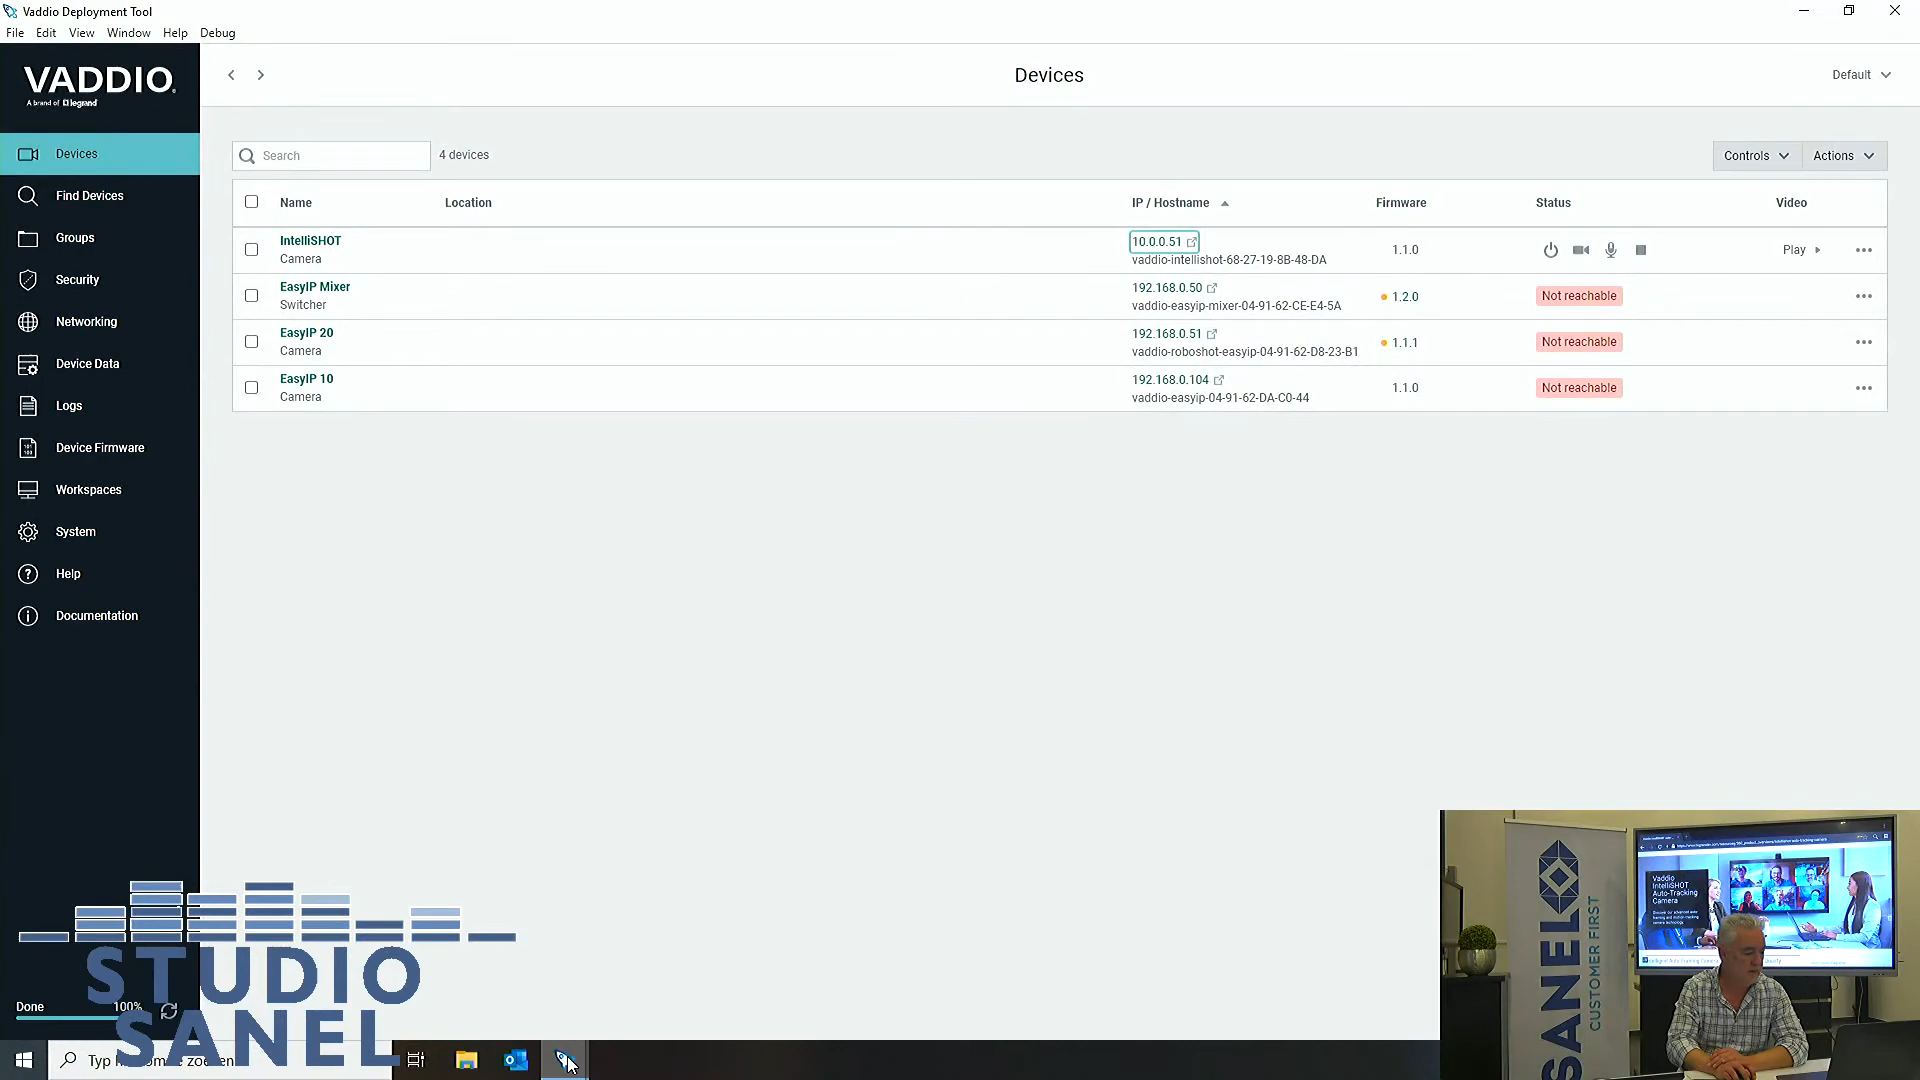 Vaddio Deployment Tool
File Edit View Window Help Debug
VADDIO
A brand of legrand
Devices
Default
Devices
Find Devices
Groups
Security
Networking
Device Data
Logs
Device Firmware
Workspaces
System
Help
Documentation
Search
4 devices
Controls
Actions
Name Location IP / Hostname Firmware Status Video
IntelliSHOT 10.0.0.51 1.1.0 Play
Camera vaddio-intellishot-68-27-19-8B-48-DA
EasyIP Mixer 192.168.0.50 1.2.0 Not reachable
Switcher vaddio-easyip-mixer-04-91-62-CE-E4-5A
EasyIP 20 192.168.0.51 1.1.1 Not reachable
Camera vaddio-roboshot-easyip-04-91-62-D8-23-B1
EasyIP 10 192.168.0.104 1.1.0 Not reachable
Camera vaddio-easyip-04-91-62-DA-C0-44
Done 100%
STUDIO
SANEL
Typ
SANEL
CUSTOMER FIRST
Vaddio
IntelliSHOT
Auto-Tracking
Camera